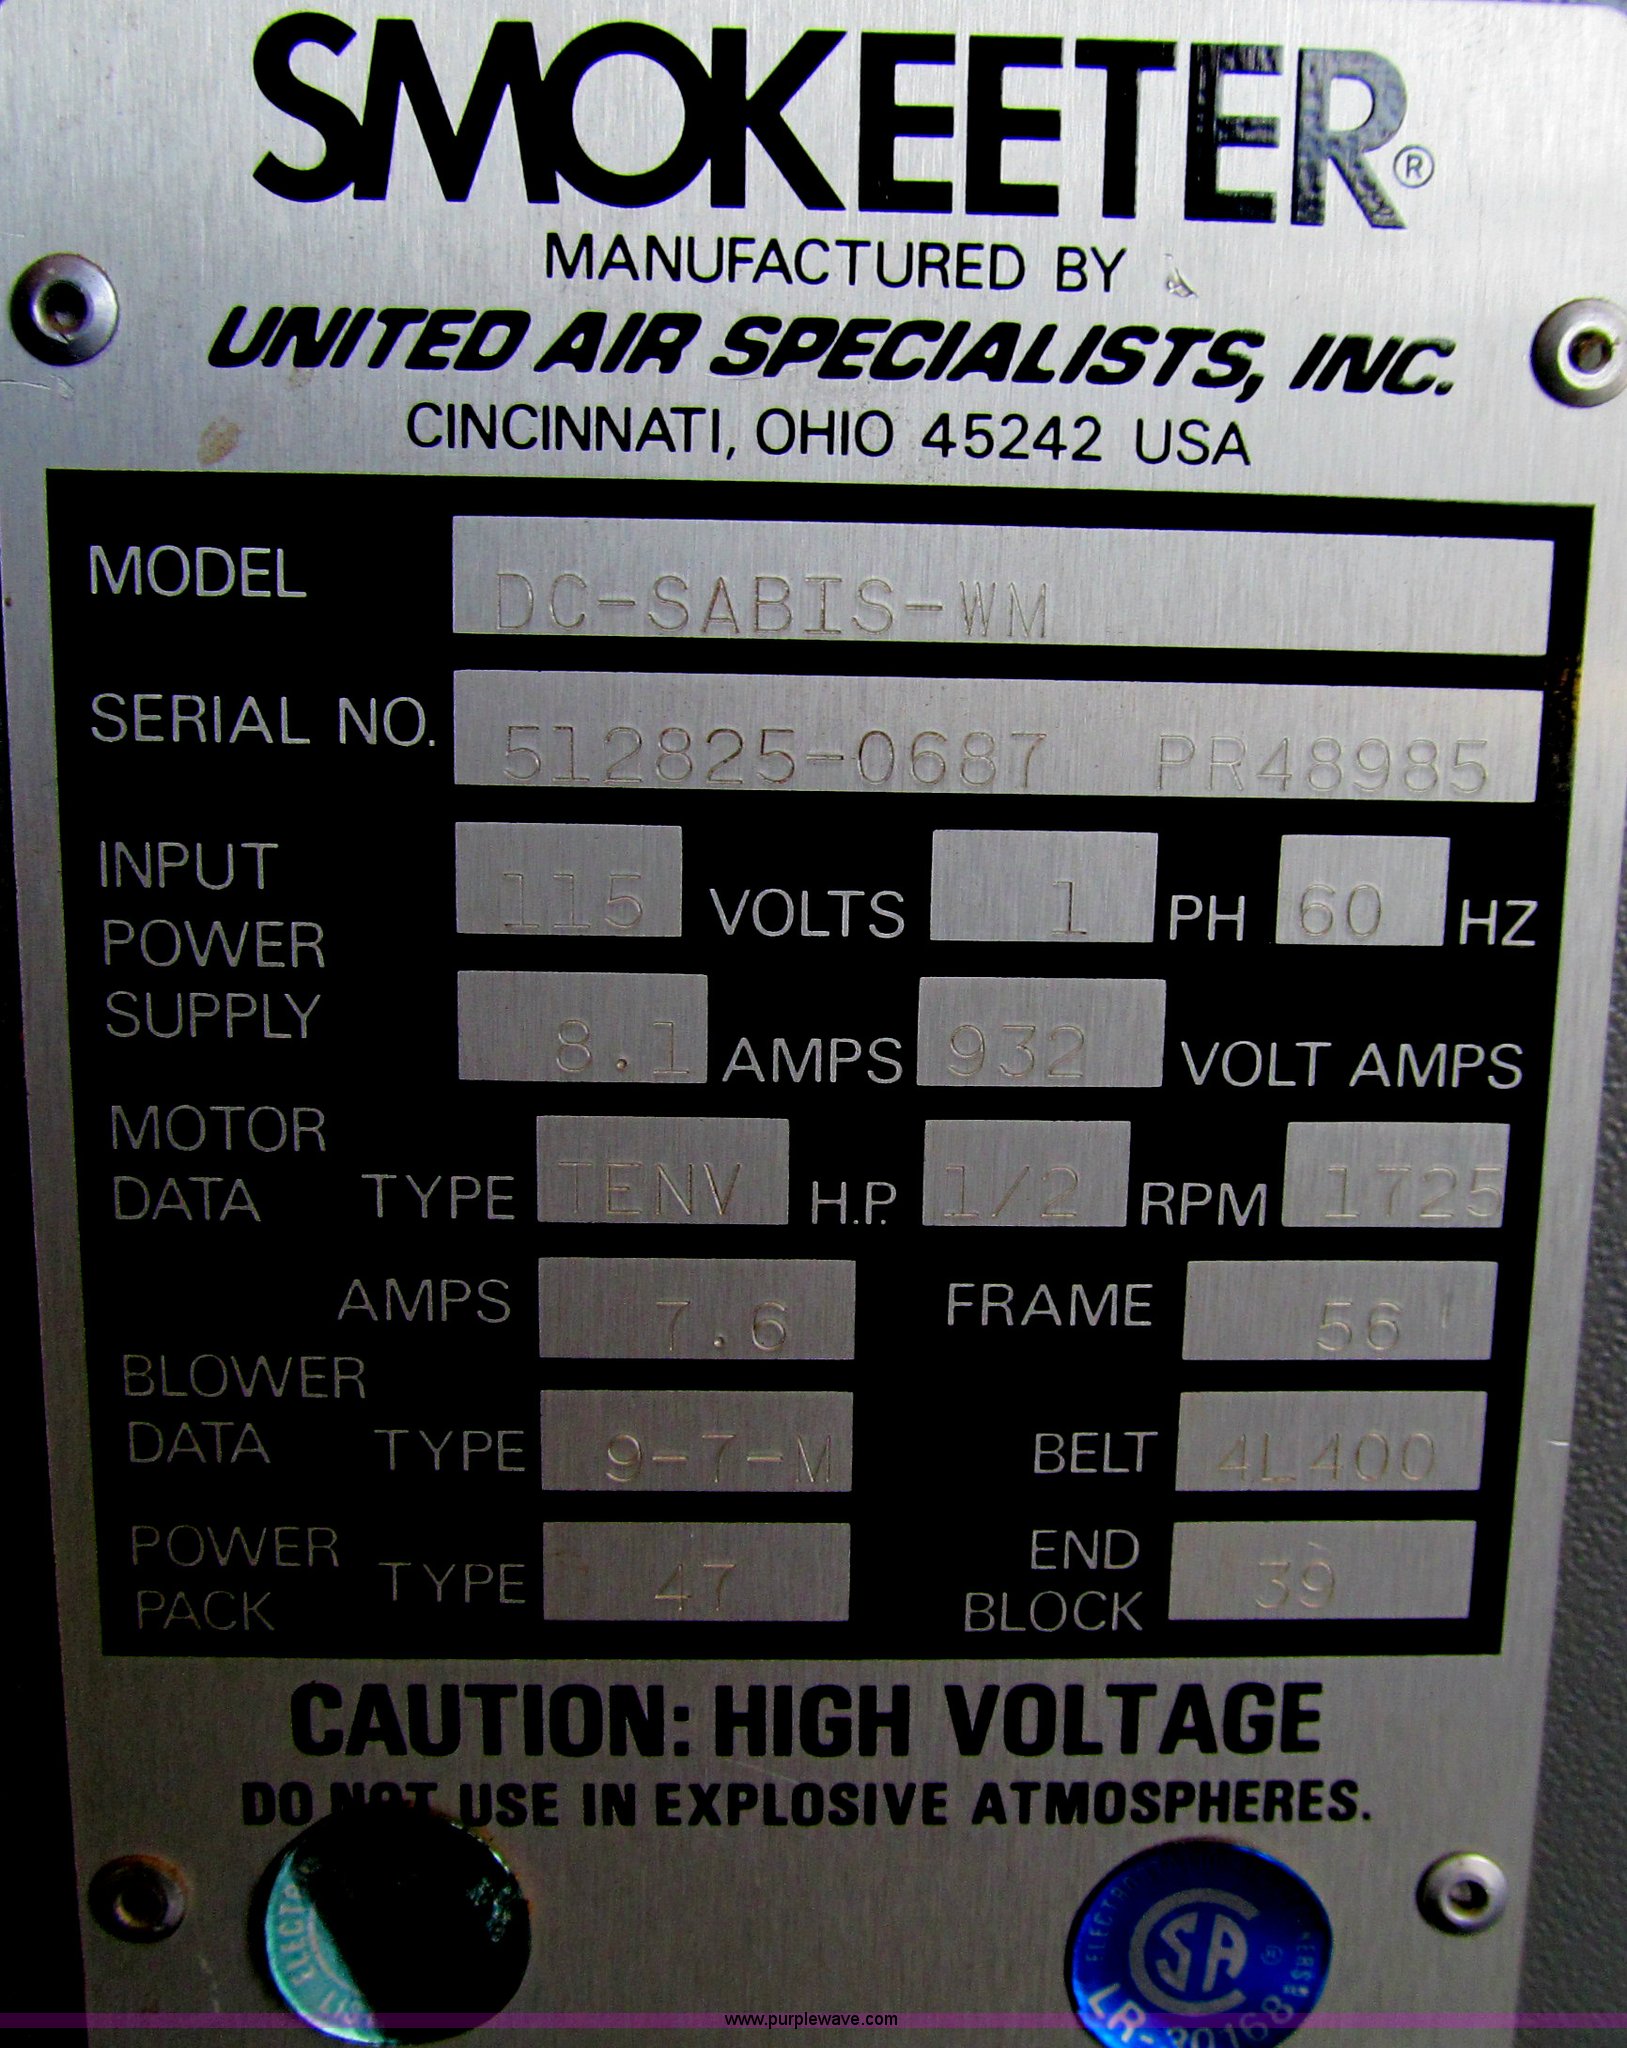 SMOKEETER®
MANUFACTURED BY
UNITED AIR SPECIALISTS, INC.
CINCINNATI, OHIO 45242 USA
MODEL DC-SABIS-WM
SERIAL NO. 512825-0687 PR48985
INPUT POWER SUPPLY 115 VOLTS 1 PH 60 HZ
8.1 AMPS 932 VOLT AMPS
MOTOR DATA TYPE TENV H.P. 1/2 RPM 1725
AMPS 7.6 FRAME 56
BLOWER DATA TYPE 9-7-M BELT 4L400
POWER PACK TYPE 47 END BLOCK 39
CAUTION: HIGH VOLTAGE
DO NOT USE IN EXPLOSIVE ATMOSPHERES.
SA ®
LR-30168
www.purplewave.com